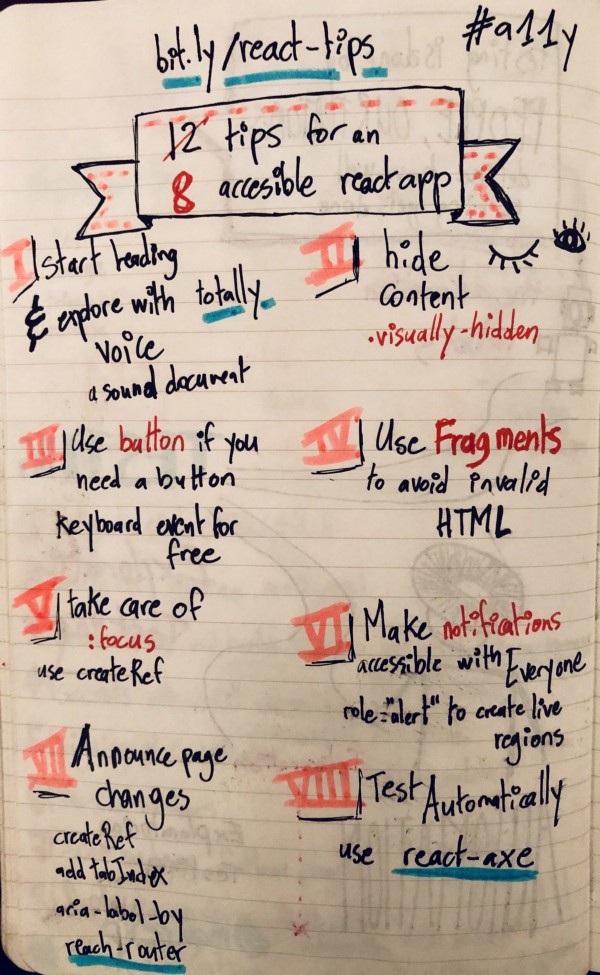 #a11y
bit.ly/react-tips
12 tips for an
8 accesible react app
I start reading
& explore with totally
voice
a sound document
II hide
content
.visually-hidden
III Use button if you
need a button
Keyboard event for
free
IV Use Fragments
to avoid invalid
HTML
V take care of
:focus
use createRef
VI Make notifications
accessible with Everyone
role="alert" to create live
regions
VII Announce page
changes
createRef
add tabIndex
aria-label-by
reach-router
VIII Test Automatically
use react-axe